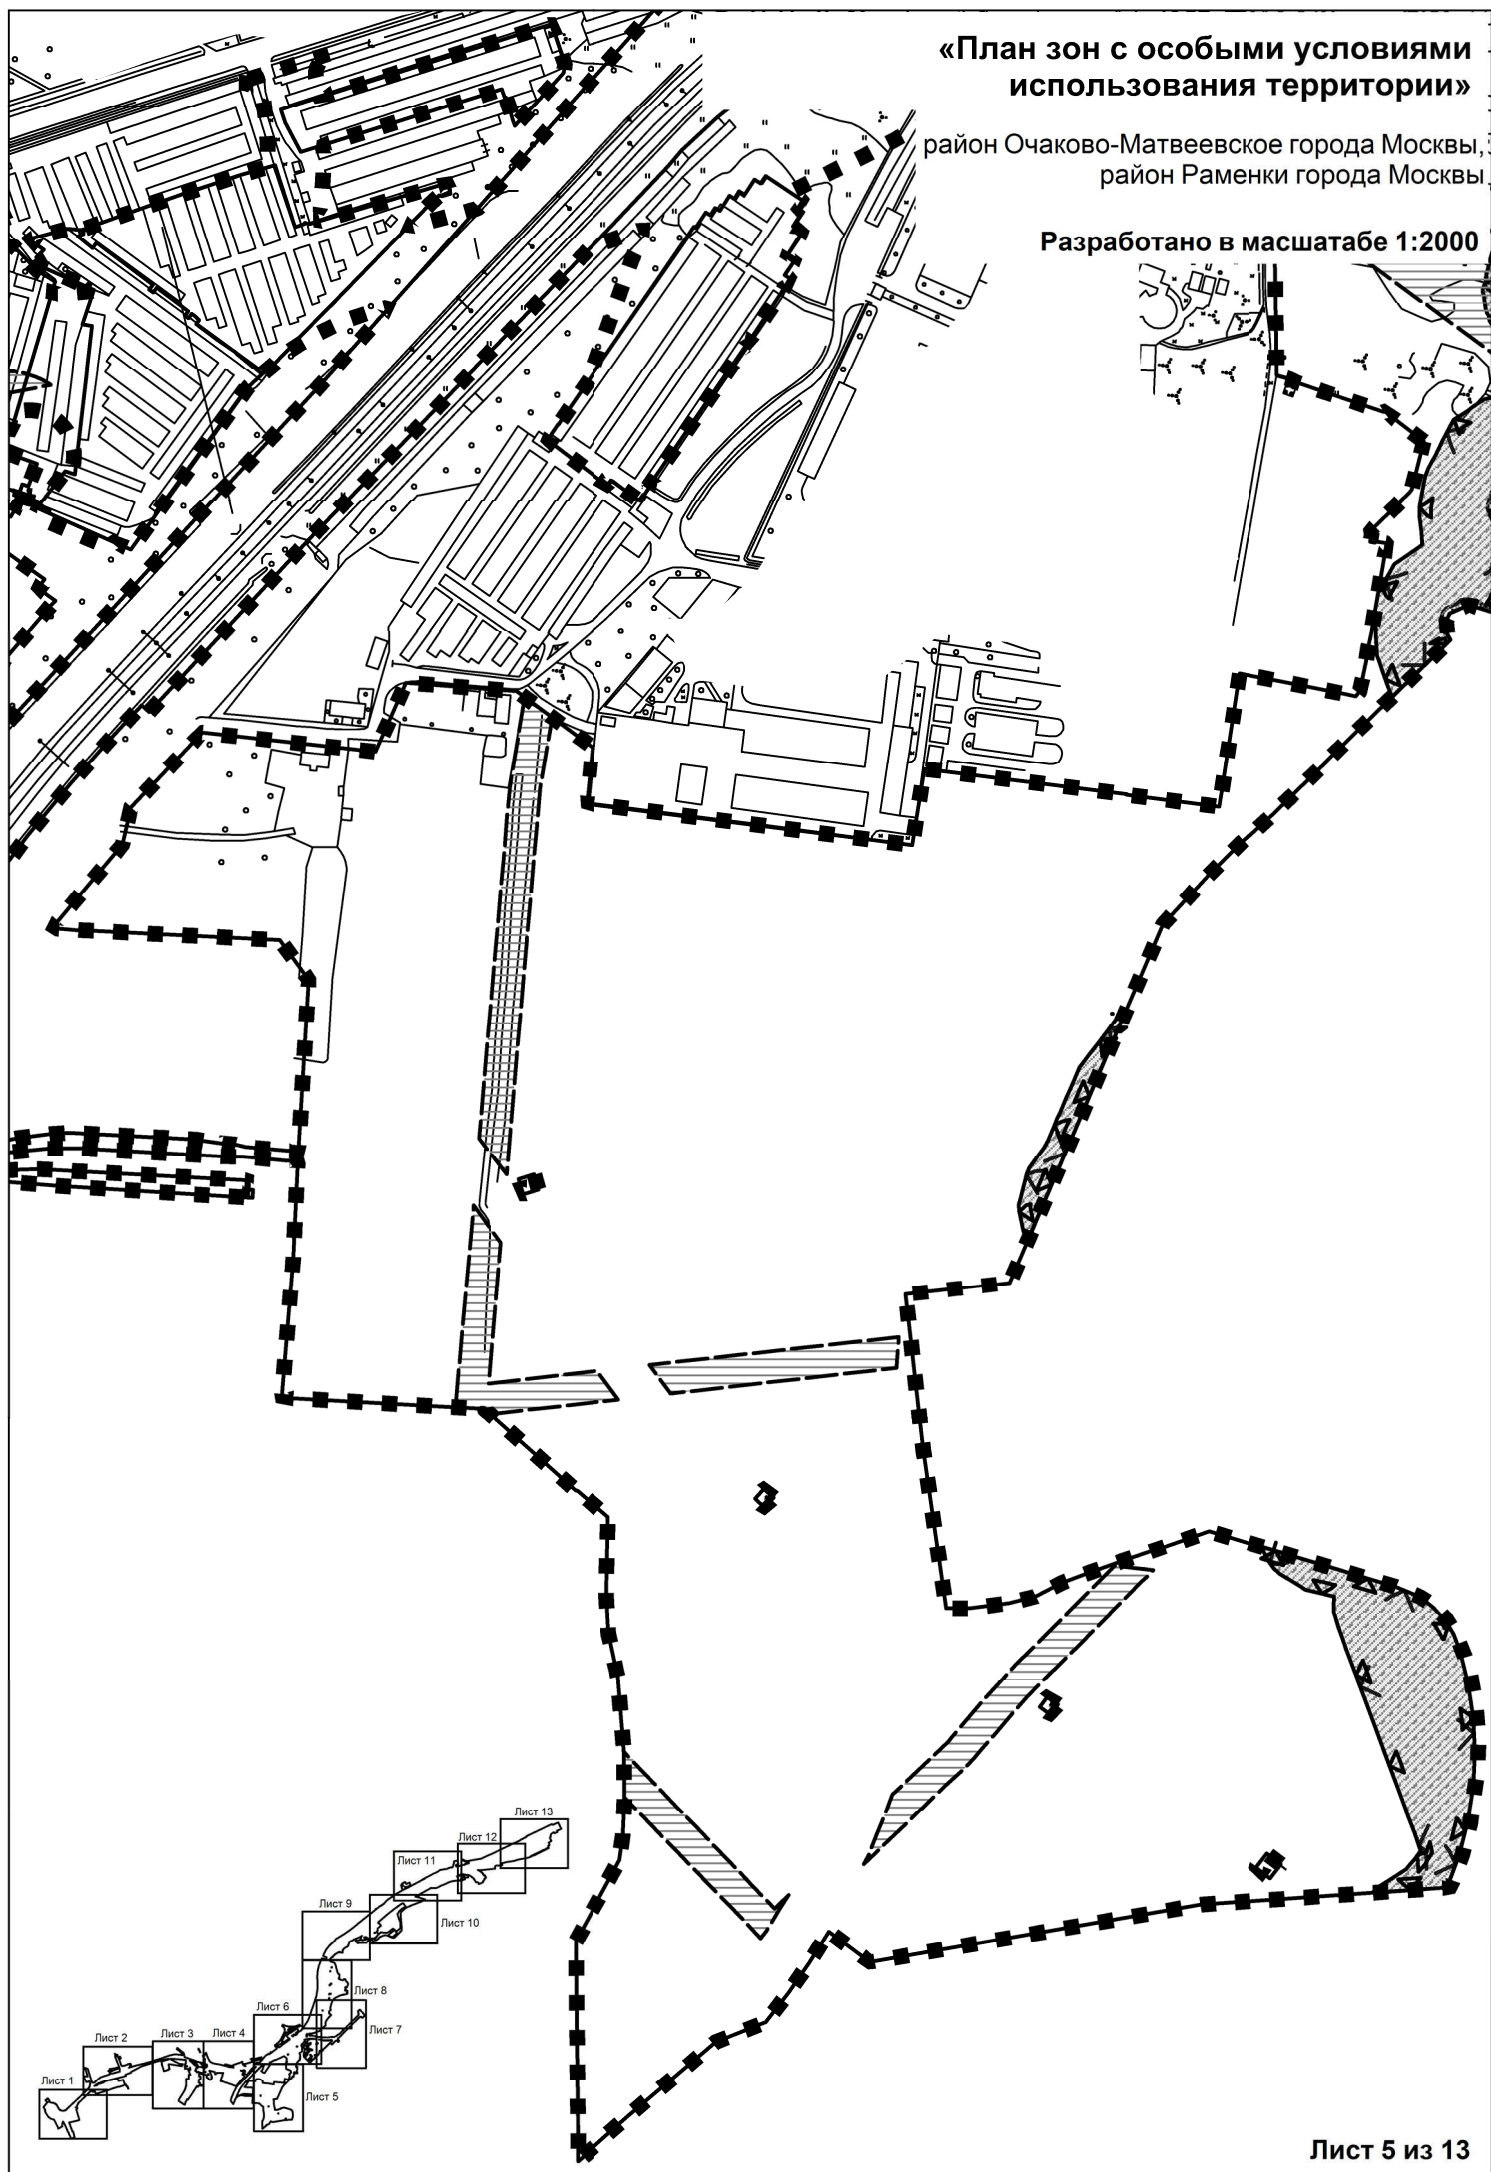 «План зон с особыми условиями
использования территории»
район Очаково-Матвеевское города Москвы,
район Раменки города Москвы
Разработано в масштабе 1:2000
Лист 13
Лист 12
Лист 11
Лист 9
Лист 10
Лист 8
Лист 6
Лист 7
Лист 2
Лист 3
Лист 4
Лист 1
Лист 5
Лист 5 из 13